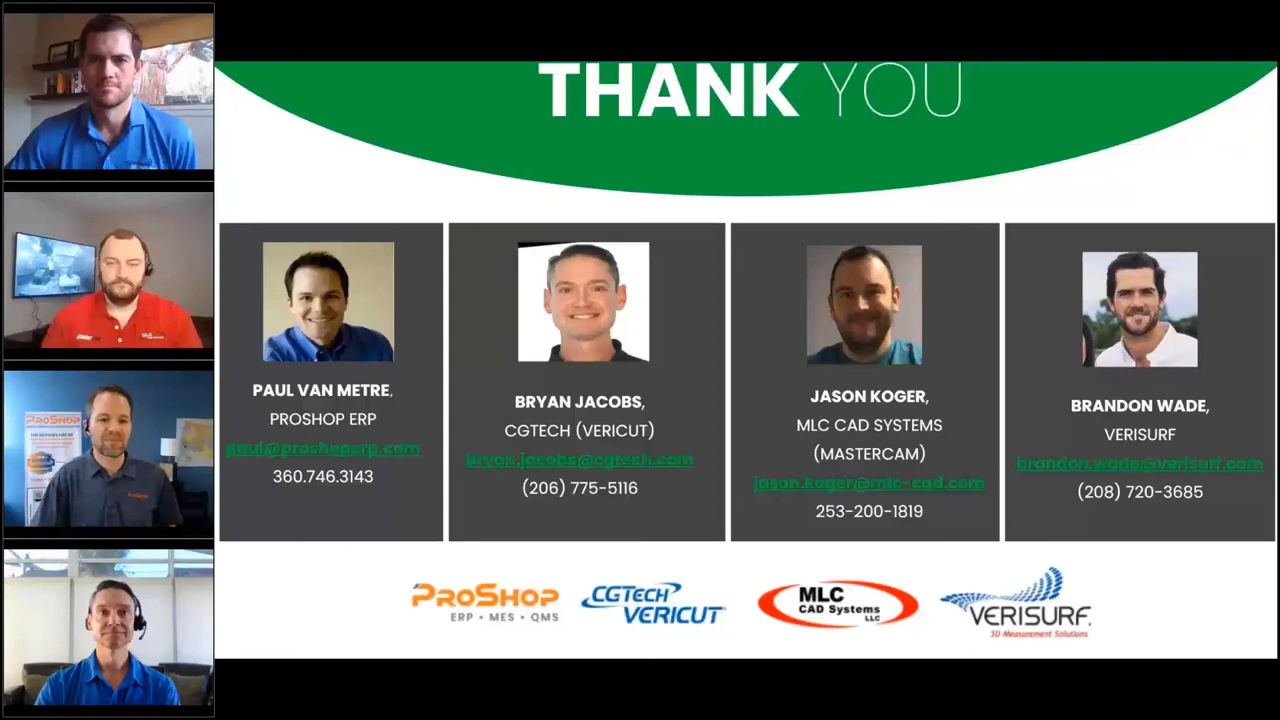 THANK YOU
PAUL VAN METRE,
PROSHOP ERP
paul@proshoperp.com
360.746.3143
BRYAN JACOBS,
CGTECH (VERICUT)
bryan.jacobs@cgtech.com
(206) 775-5116
JASON KOGER,
MLC CAD SYSTEMS
(MASTERCAM)
jason.koger@mlc-cad.com
253-200-1819
BRANDON WADE,
VERISURF
brandon.wade@verisurf.com
(208) 720-3685
PROSHOP
ERP • MES • QMS
CGTECH
VERICUT
MLC
CAD Systems
LLC
VERISURF
3D Measurement Solutions
PROSHOP